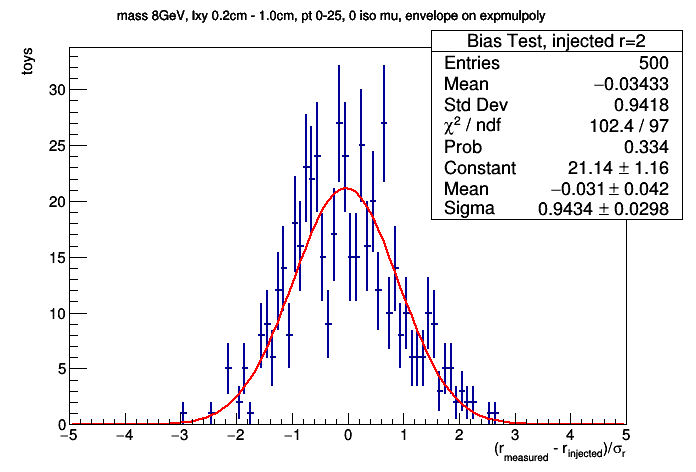 mass 8GeV, lxy 0.2cm - 1.0cm, pt 0-25, 0 iso mu, envelope on expmulpoly
Bias Test, injected r=2
Entries 500
Mean −0.03433
Std Dev 0.9418
χ² / ndf 102.4 / 97
Prob 0.334
Constant 21.14 ± 1.16
Mean −0.031 ± 0.042
Sigma 0.9434 ± 0.0298
toys
30
25
20
15
10
5
0
−5 −4 −3 −2 −1 0 1 2 3 4 5
(r_measured - r_injected)/σ_r